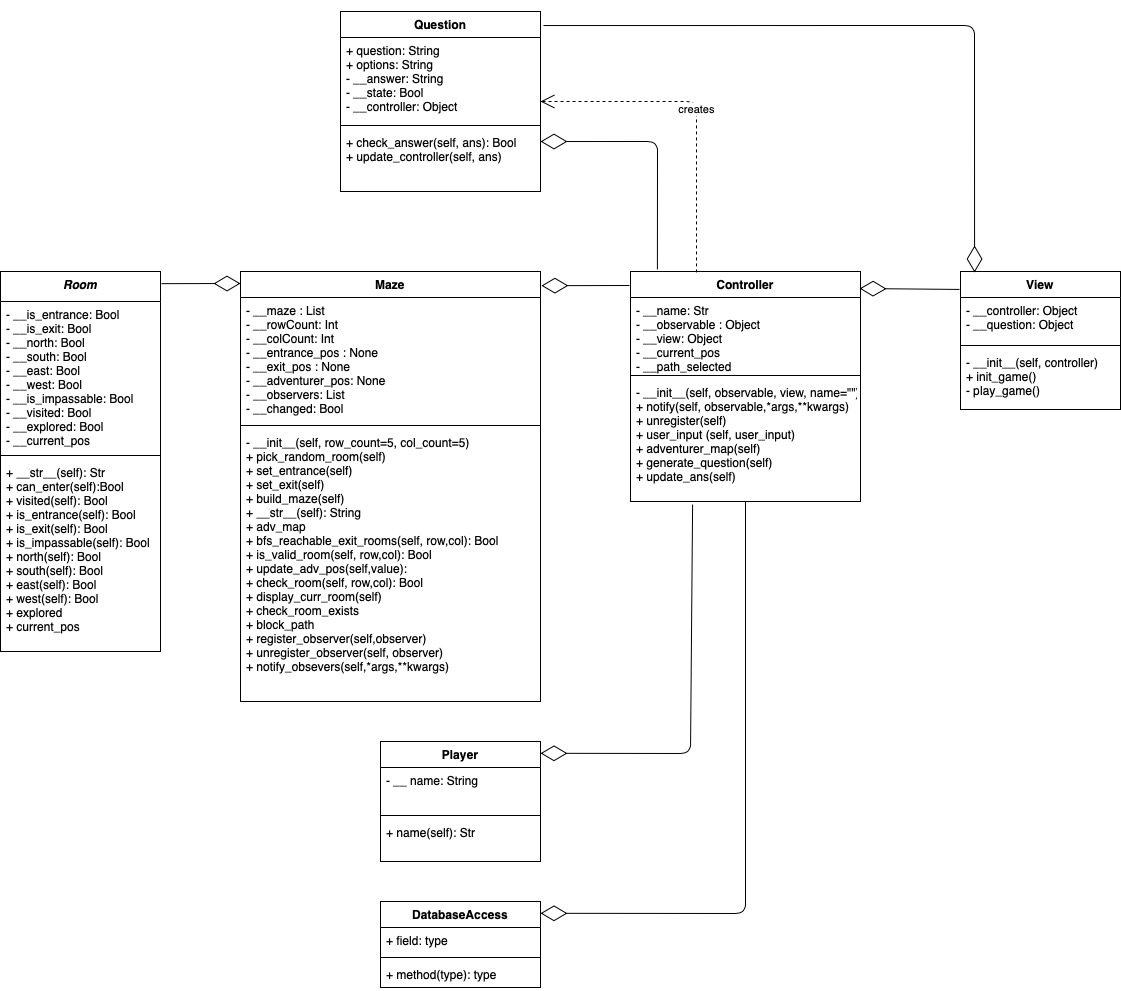 Question
+ question: String
+ options: String
- __answer: String
- __state: Bool
- __controller: Object
+ check_answer(self, ans): Bool
+ update_controller(self, ans)
creates
Room
- __is_entrance: Bool
- __is_exit: Bool
- __north: Bool
- __south: Bool
- __east: Bool
- __west: Bool
- __is_impassable: Bool
- __visited: Bool
- __explored: Bool
- __current_pos
+ __str__(self): Str
+ can_enter(self):Bool
+ visited(self): Bool
+ is_entrance(self): Bool
+ is_exit(self): Bool
+ is_impassable(self): Bool
+ north(self): Bool
+ south(self): Bool
+ east(self): Bool
+ west(self): Bool
+ explored
+ current_pos
Maze
- __maze : List
- __rowCount: Int
- __colCount: Int
- __entrance_pos : None
- __exit_pos : None
- __adventurer_pos: None
- __observers: List
- __changed: Bool
- __init__(self, row_count=5, col_count=5)
+ pick_random_room(self)
+ set_entrance(self)
+ set_exit(self)
+ build_maze(self)
+ __str__(self): String
+ adv_map
+ bfs_reachable_exit_rooms(self, row,col): Bool
+ is_valid_room(self, row,col): Bool
+ update_adv_pos(self,value):
+ check_room(self, row,col): Bool
+ display_curr_room(self)
+ check_room_exists
+ block_path
+ register_observer(self,observer)
+ unregister_observer(self, observer)
+ notify_obsevers(self,*args,**kwargs)
Controller
- __name: Str
- __observable : Object
- __view: Object
- __current_pos
- __path_selected
- __init__(self, observable, view, name="",
+ notify(self, observable,*args,**kwargs)
+ unregister(self)
+ user_input (self, user_input)
+ adventurer_map(self)
+ generate_question(self)
+ update_ans(self)
View
- __controller: Object
- __question: Object
- __init__(self, controller)
+ init_game()
- play_game()
Player
- __ name: String
+ name(self): Str
DatabaseAccess
+ field: type
+ method(type): type